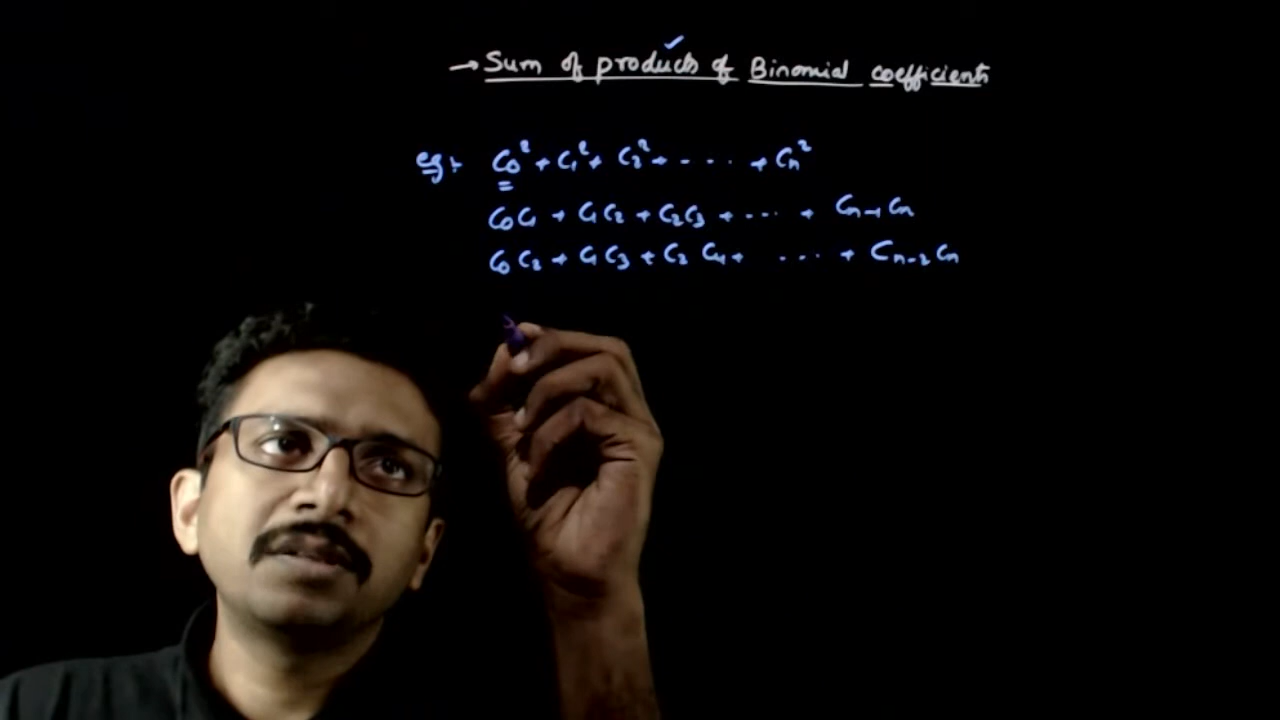 → Sum of products of Binomial coefficients
eg: C₀² + C₁² + C₂² + ---- + Cₙ²
C₀C₁ + C₁C₂ + C₂C₃ + ---- + Cₙ₋₁Cₙ
C₀C₂ + C₁C₃ + C₂C₄ + .... + Cₙ₋₂Cₙ